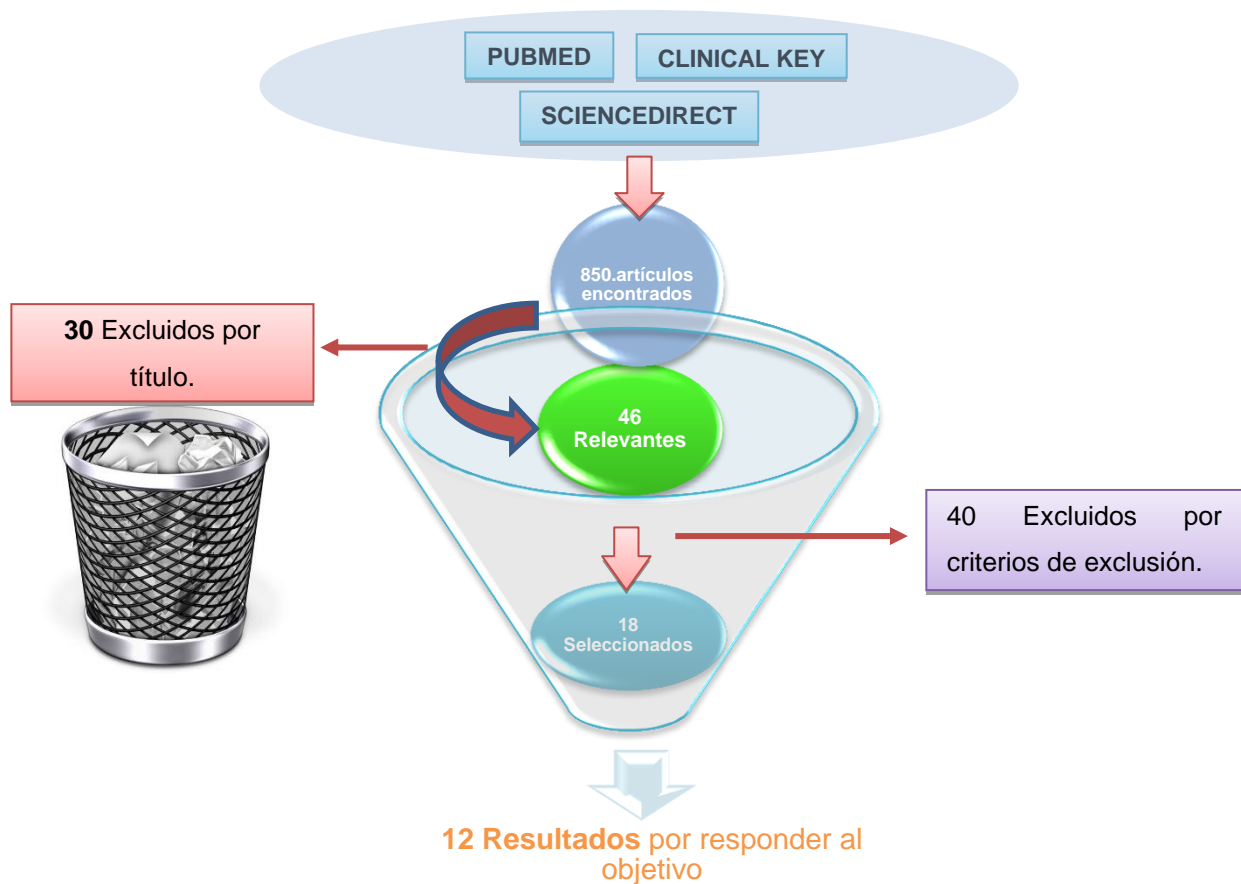 PUBMED
CLINICAL KEY
SCIENCEDIRECT
850.artículos
encontrados
30 Excluidos por
título.
46
Relevantes
40 Excluidos por
criterios de exclusión.
18
Seleccionados
12 Resultados por responder al
objetivo